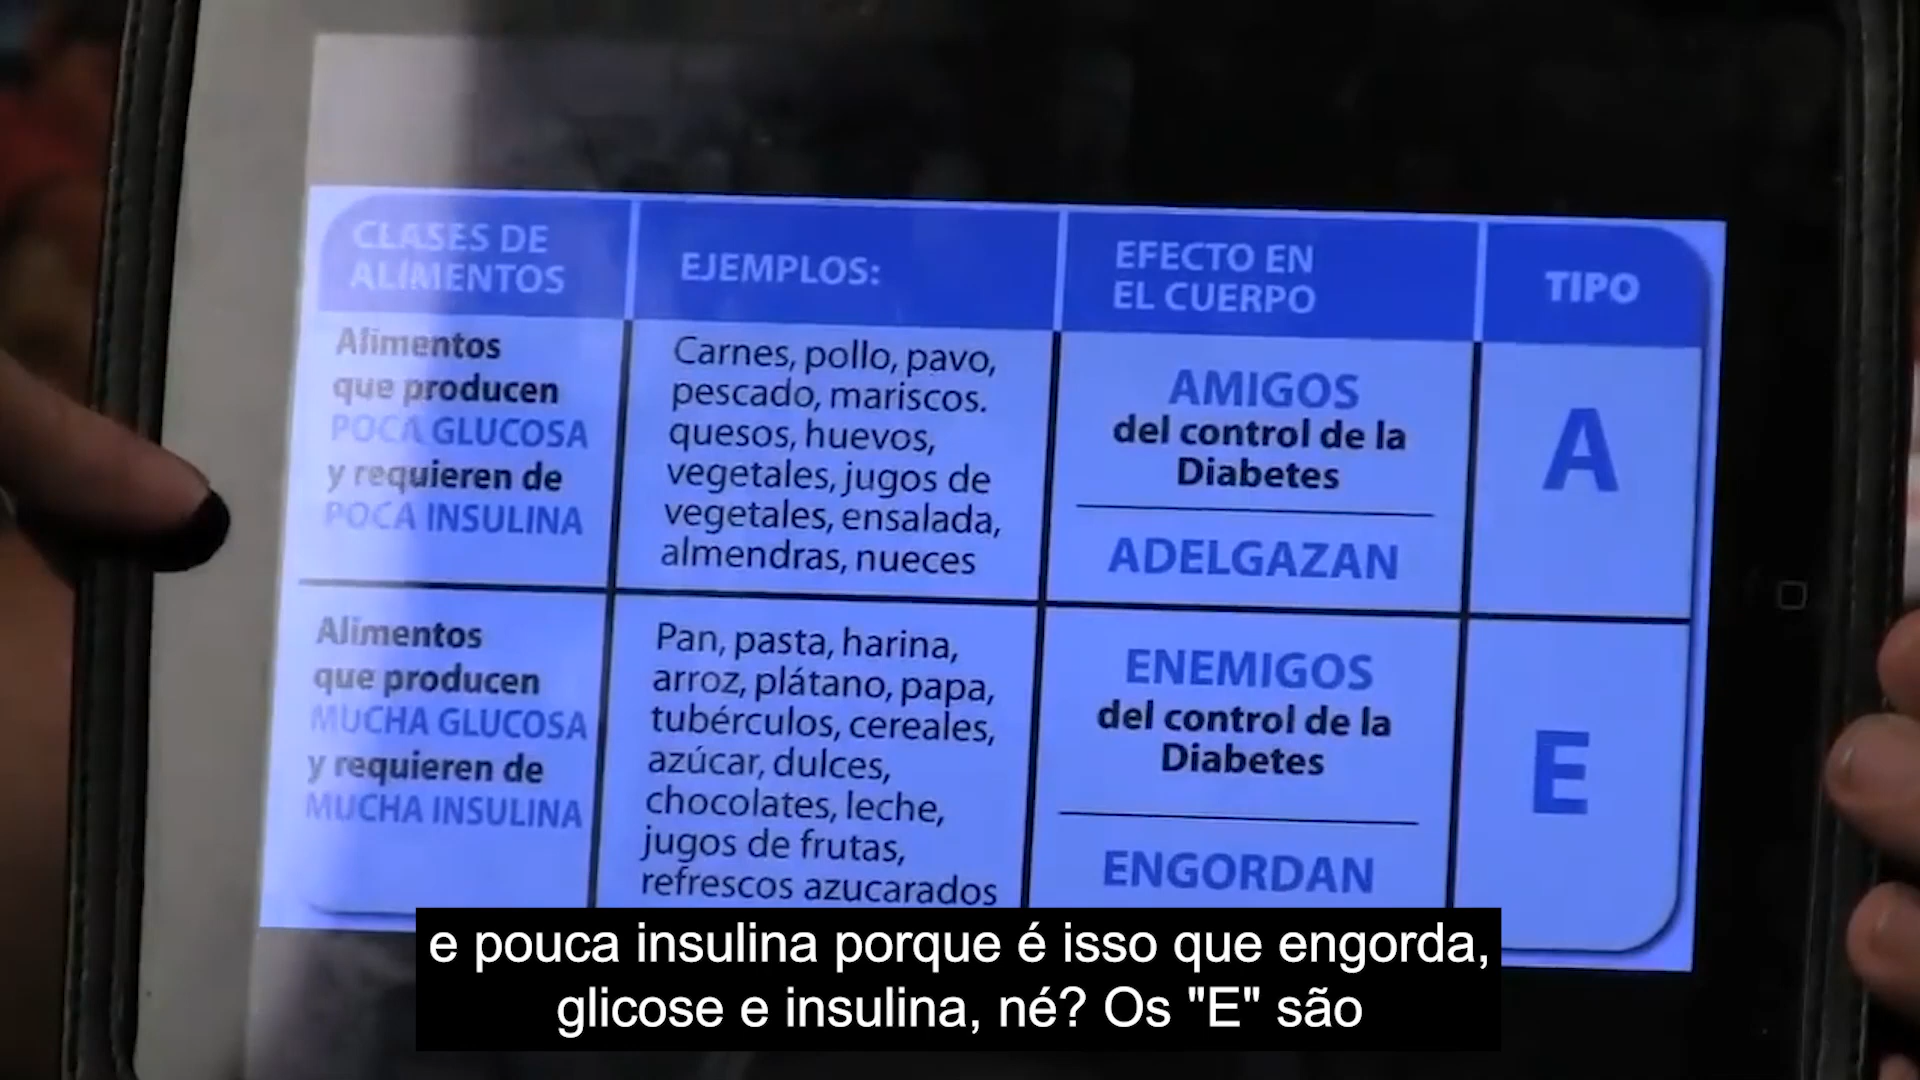 CLASES DE
ALIMENTOS
EJEMPLOS:
EFECTO EN
EL CUERPO
TIPO
Alimentos
que producen
POCA GLUCOSA
y requieren de
POCA INSULINA
Carnes, pollo, pavo,
pescado, mariscos.
quesos, huevos,
vegetales, jugos de
vegetales, ensalada,
almendras, nueces
AMIGOS
del control de la
Diabetes
ADELGAZAN
A
Alimentos
que producen
MUCHA GLUCOSA
y requieren de
MUCHA INSULINA
Pan, pasta, harina,
arroz, plátano, papa,
tubérculos, cereales,
azúcar, dulces,
chocolates, leche,
jugos de frutas,
refrescos azucarados
ENEMIGOS
del control de la
Diabetes
ENGORDAN
E
e pouca insulina porque é isso que engorda,
glicose e insulina, né? Os "E" são